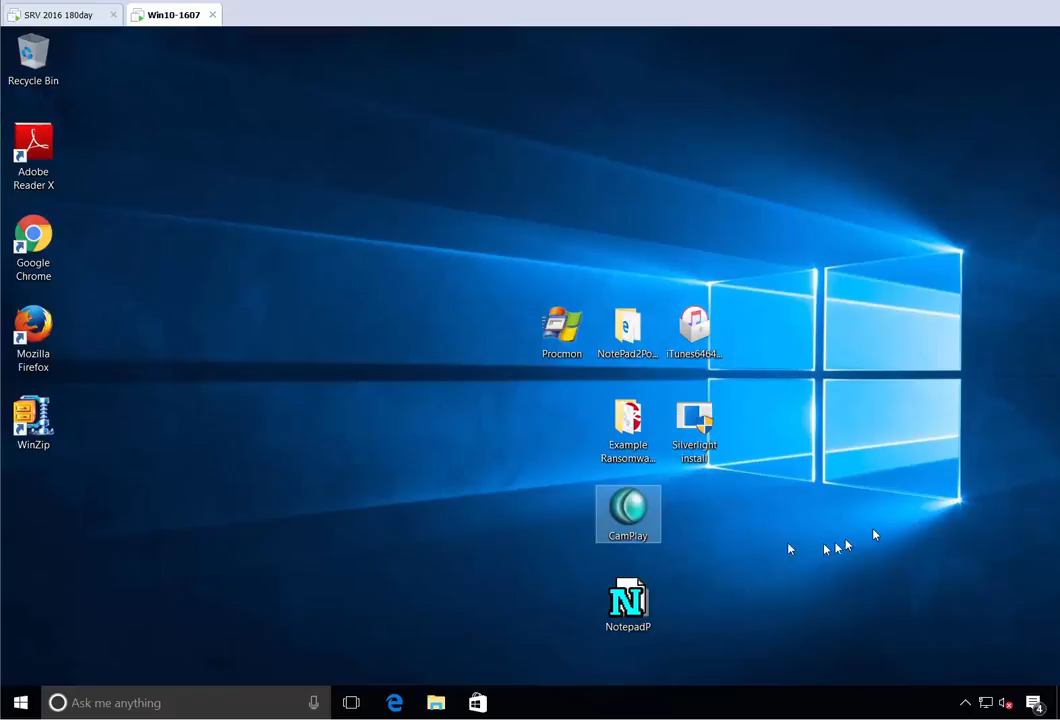 SRV 2016 180day
Win10-1607
Recycle Bin
Adobe
Reader X
Google
Chrome
Mozilla
Firefox
WinZip
Procmon
NotePad2Po...
iTunes6464...
Example
Ransomwa...
Silverlight
install
CamPlay
N
NotepadP
Ask me anything
4